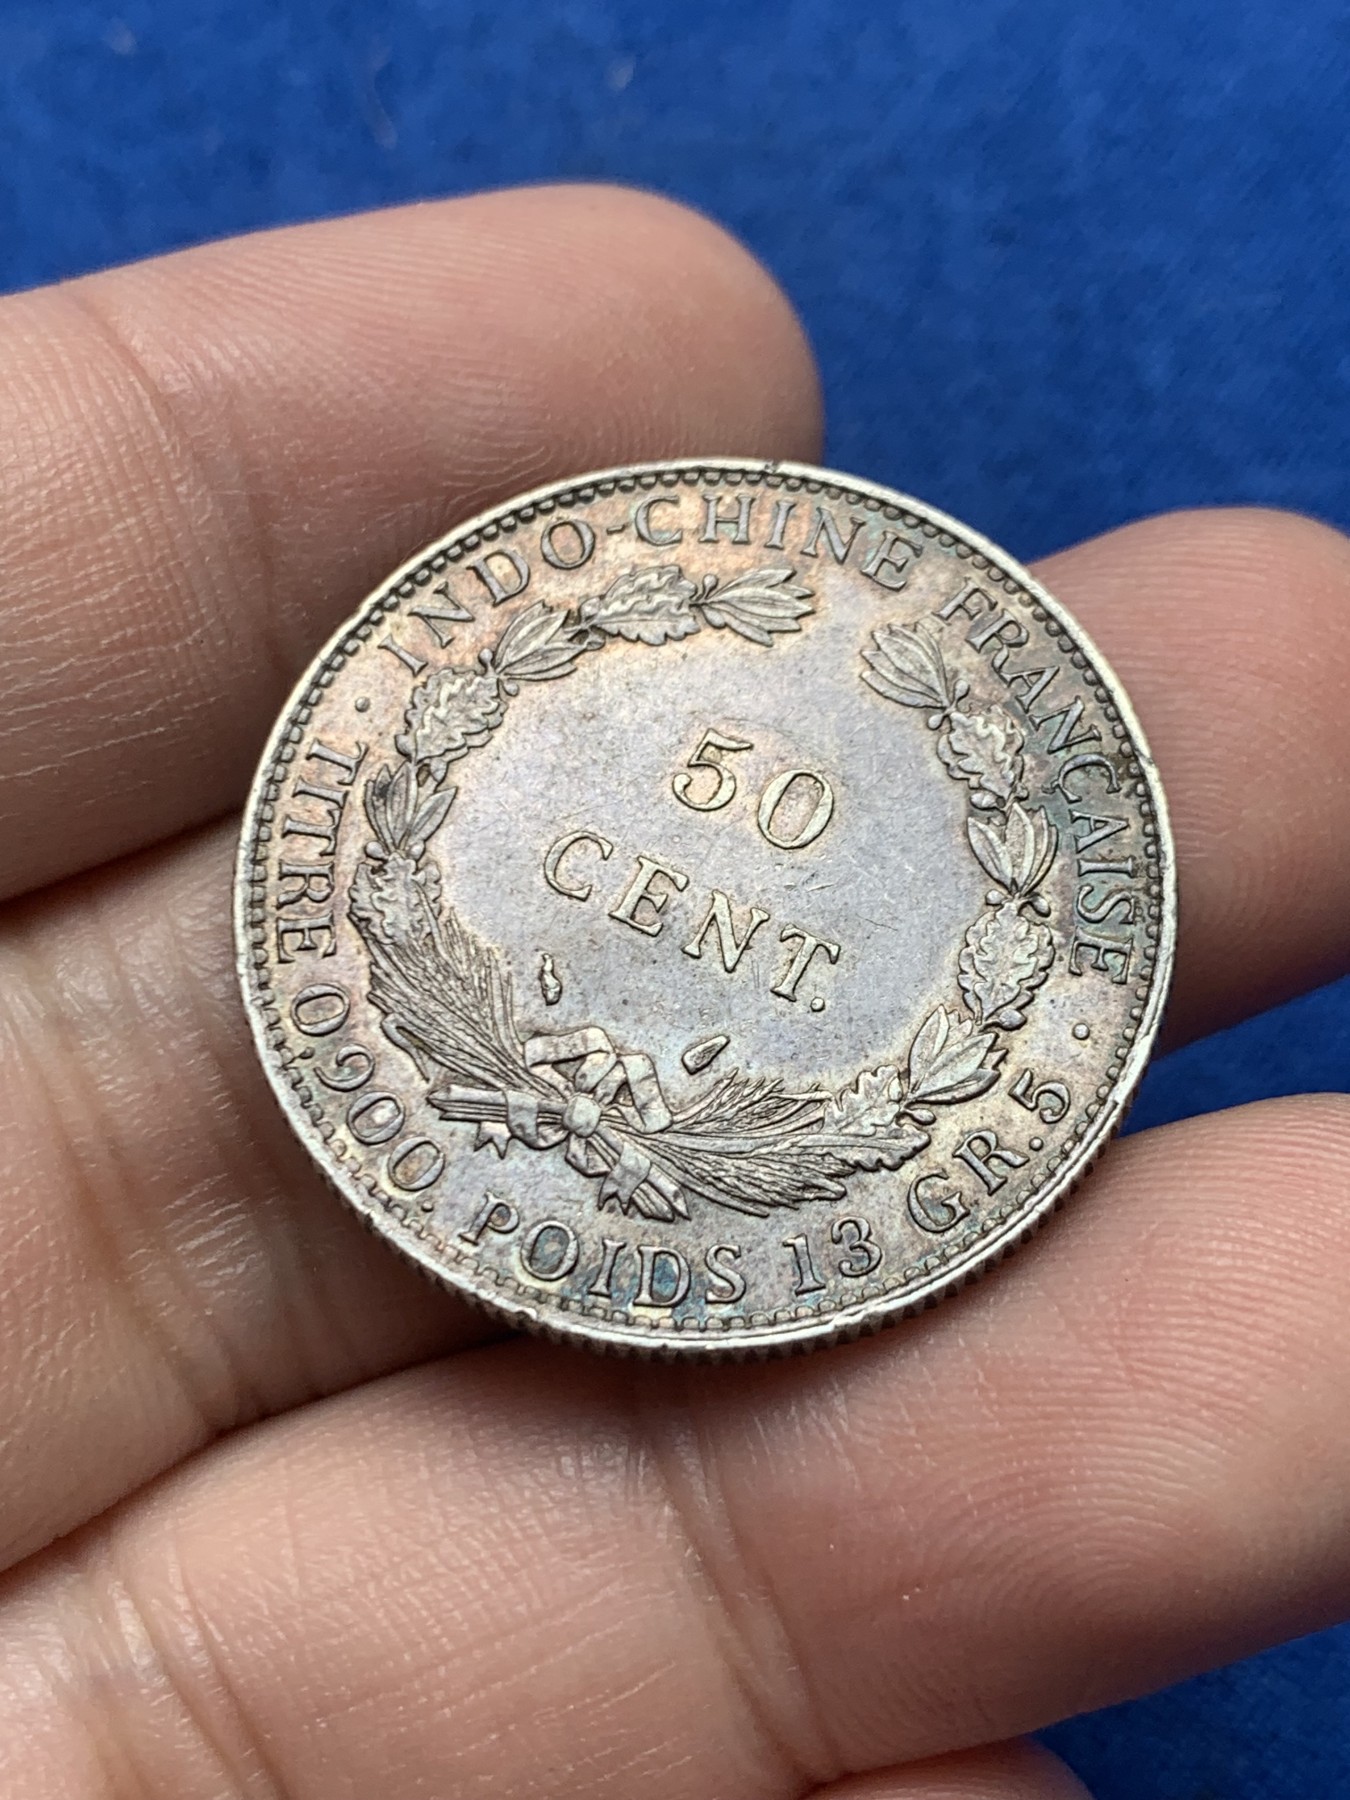 INDO-CHINE FRANÇAISE
50
CENT.
TITRE 0,900. POIDS 13 GR.5